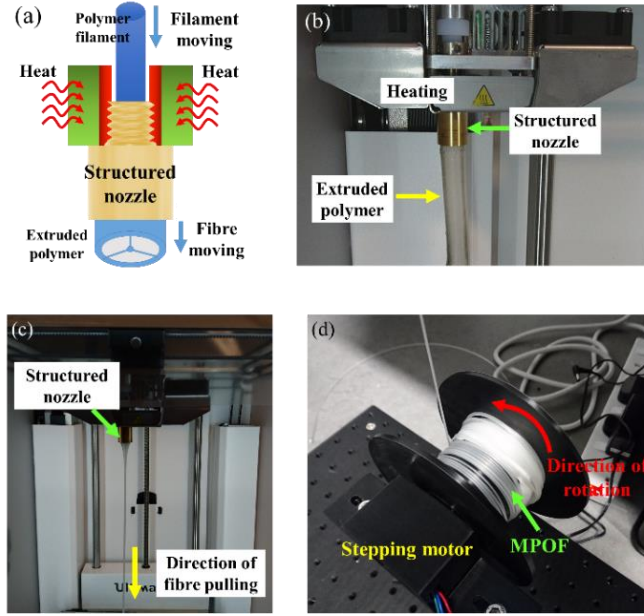 (a)
Polymer
filament
Filament
moving
Heat
Heat
Structured
nozzle
Extruded
polymer
Fibre
moving
(b)
Heating
Structured
nozzle
Extruded
polymer
(c)
Structured
nozzle
Direction of
fibre pulling
(d)
Direction of
rotation
MPOF
Stepping motor